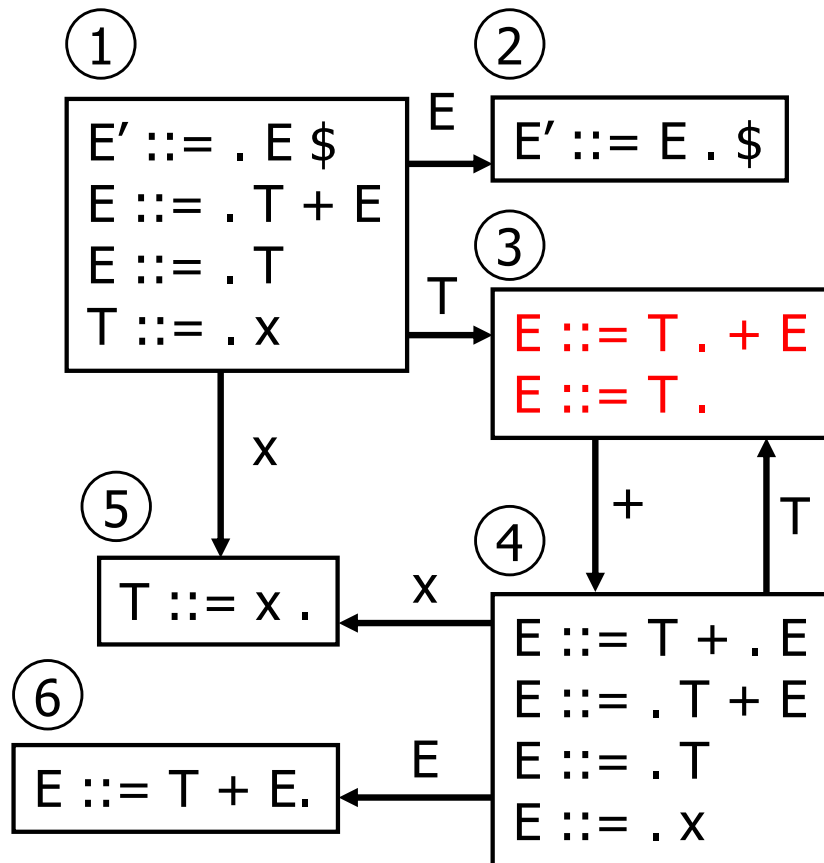 1
E′ ::= . E $
E ::= . T + E
E ::= . T
T ::= . x
E
2
E′ ::= E . $
T
3
E ::= T . + E
E ::= T .
x
+
T
5
T ::= x .
x
4
E ::= T + . E
E ::= . T + E
E ::= . T
E ::= . x
6
E ::= T + E.
E